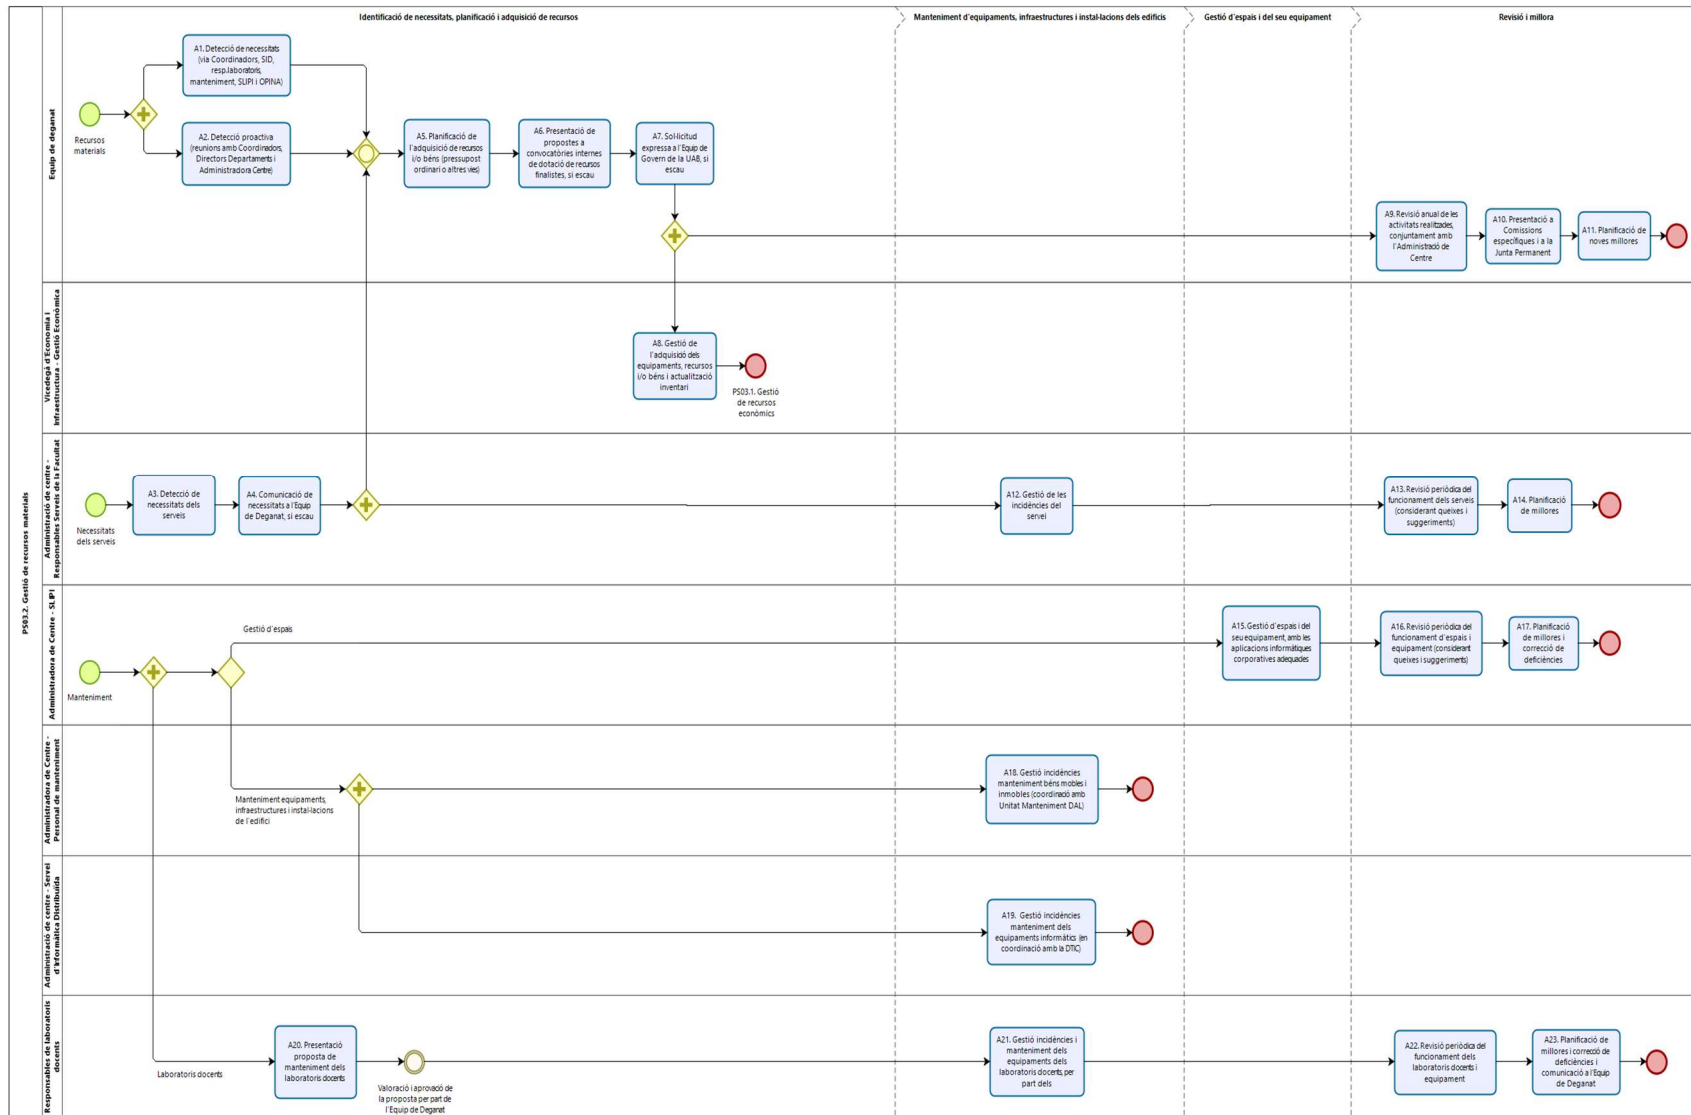 Identificació de necessitats, planificació i adquisició de recursos
Manteniment d'equipaments, infraestructures i instal·lacions dels edificis
Gestió d'espais i del seu equipament
Revisió i millora
PS03.2. Gestió de recursos materials
Equip de deganat
Recursos
materials
A1. Detecció de necessitats
(via Coordinadors, SID,
resp.laboratoris,
manteniment, SLIPI i OPINA)
A2. Detecció proactiva
(reunions amb Coordinadors,
Directors Departaments i
Administradora Centre)
A5. Planificació de
l'adquisició de recursos
i/o béns (pressupost
ordinari o altres vies)
A6. Presentació de
propostes a
convocatòries internes
de dotació de recursos
finalistes, si escau
A7. Sol·licitud
expressa a l'Equip de
Govern de la UAB, si
escau
A9. Revisió anual de les
activitats realitzades,
conjuntament amb
l'Administració de
Centre
A10. Presentació a
Comissions
específiques i a la
Junta Permanent
A11. Planificació de
noves millores
Vicedegà d'Economia i
Infraestructura - Gestió Econòmica
A8. Gestió de
l'adquisició dels
equipaments, recursos
i/o béns i actualització
inventari
PS03.1. Gestió
de recursos
econòmics
Administració de centre -
Responsables Serveis de la Facultat
Necessitats
dels serveis
A3. Detecció de
necessitats dels
serveis
A4. Comunicació de
necessitats a l'Equip
de Deganat, si escau
A12. Gestió de les
incidències del
servei
A13. Revisió periòdica del
funcionament dels serveis
(considerant queixes i
suggeriments)
A14. Planificació
de millores
Administradora de Centre - SLIPI
Manteniment
Gestió d'espais
A15. Gestió d'espais i del
seu equipament, amb les
aplicacions informàtiques
corporatives adequades
A16. Revisió periòdica del
funcionament d'espais i
equipament (considerant
queixes i suggeriments)
A17. Planificació
de millores i
correcció de
deficiències
Administradora de Centre -
Personal de manteniment
Manteniment equipaments,
infraestructures i instal·lacions
de l'edifici
A18. Gestió incidències
manteniment béns mobles i
inmobles (coordinació amb
Unitat Manteniment DAL)
Administració de centre - Servei
d'Informàtica Distribuïda
A19. Gestió incidències
manteniment dels
equipaments informàtics (en
coordinació amb la DTIC)
Responsables de laboratoris
docents
Laboratoris docents
A20. Presentació
proposta de
manteniment dels
laboratoris docents
Valoració i aprovació de
la proposta per part de
l'Equip de Deganat
A21. Gestió incidències i
manteniment dels
equipaments dels
laboratoris docents, per
part dels
A22. Revisió periòdica del
funcionament dels
laboratoris docents i
equipament
A23. Planificació de
millores i correcció de
deficiències i
comunicació a l'Equip
de Deganat